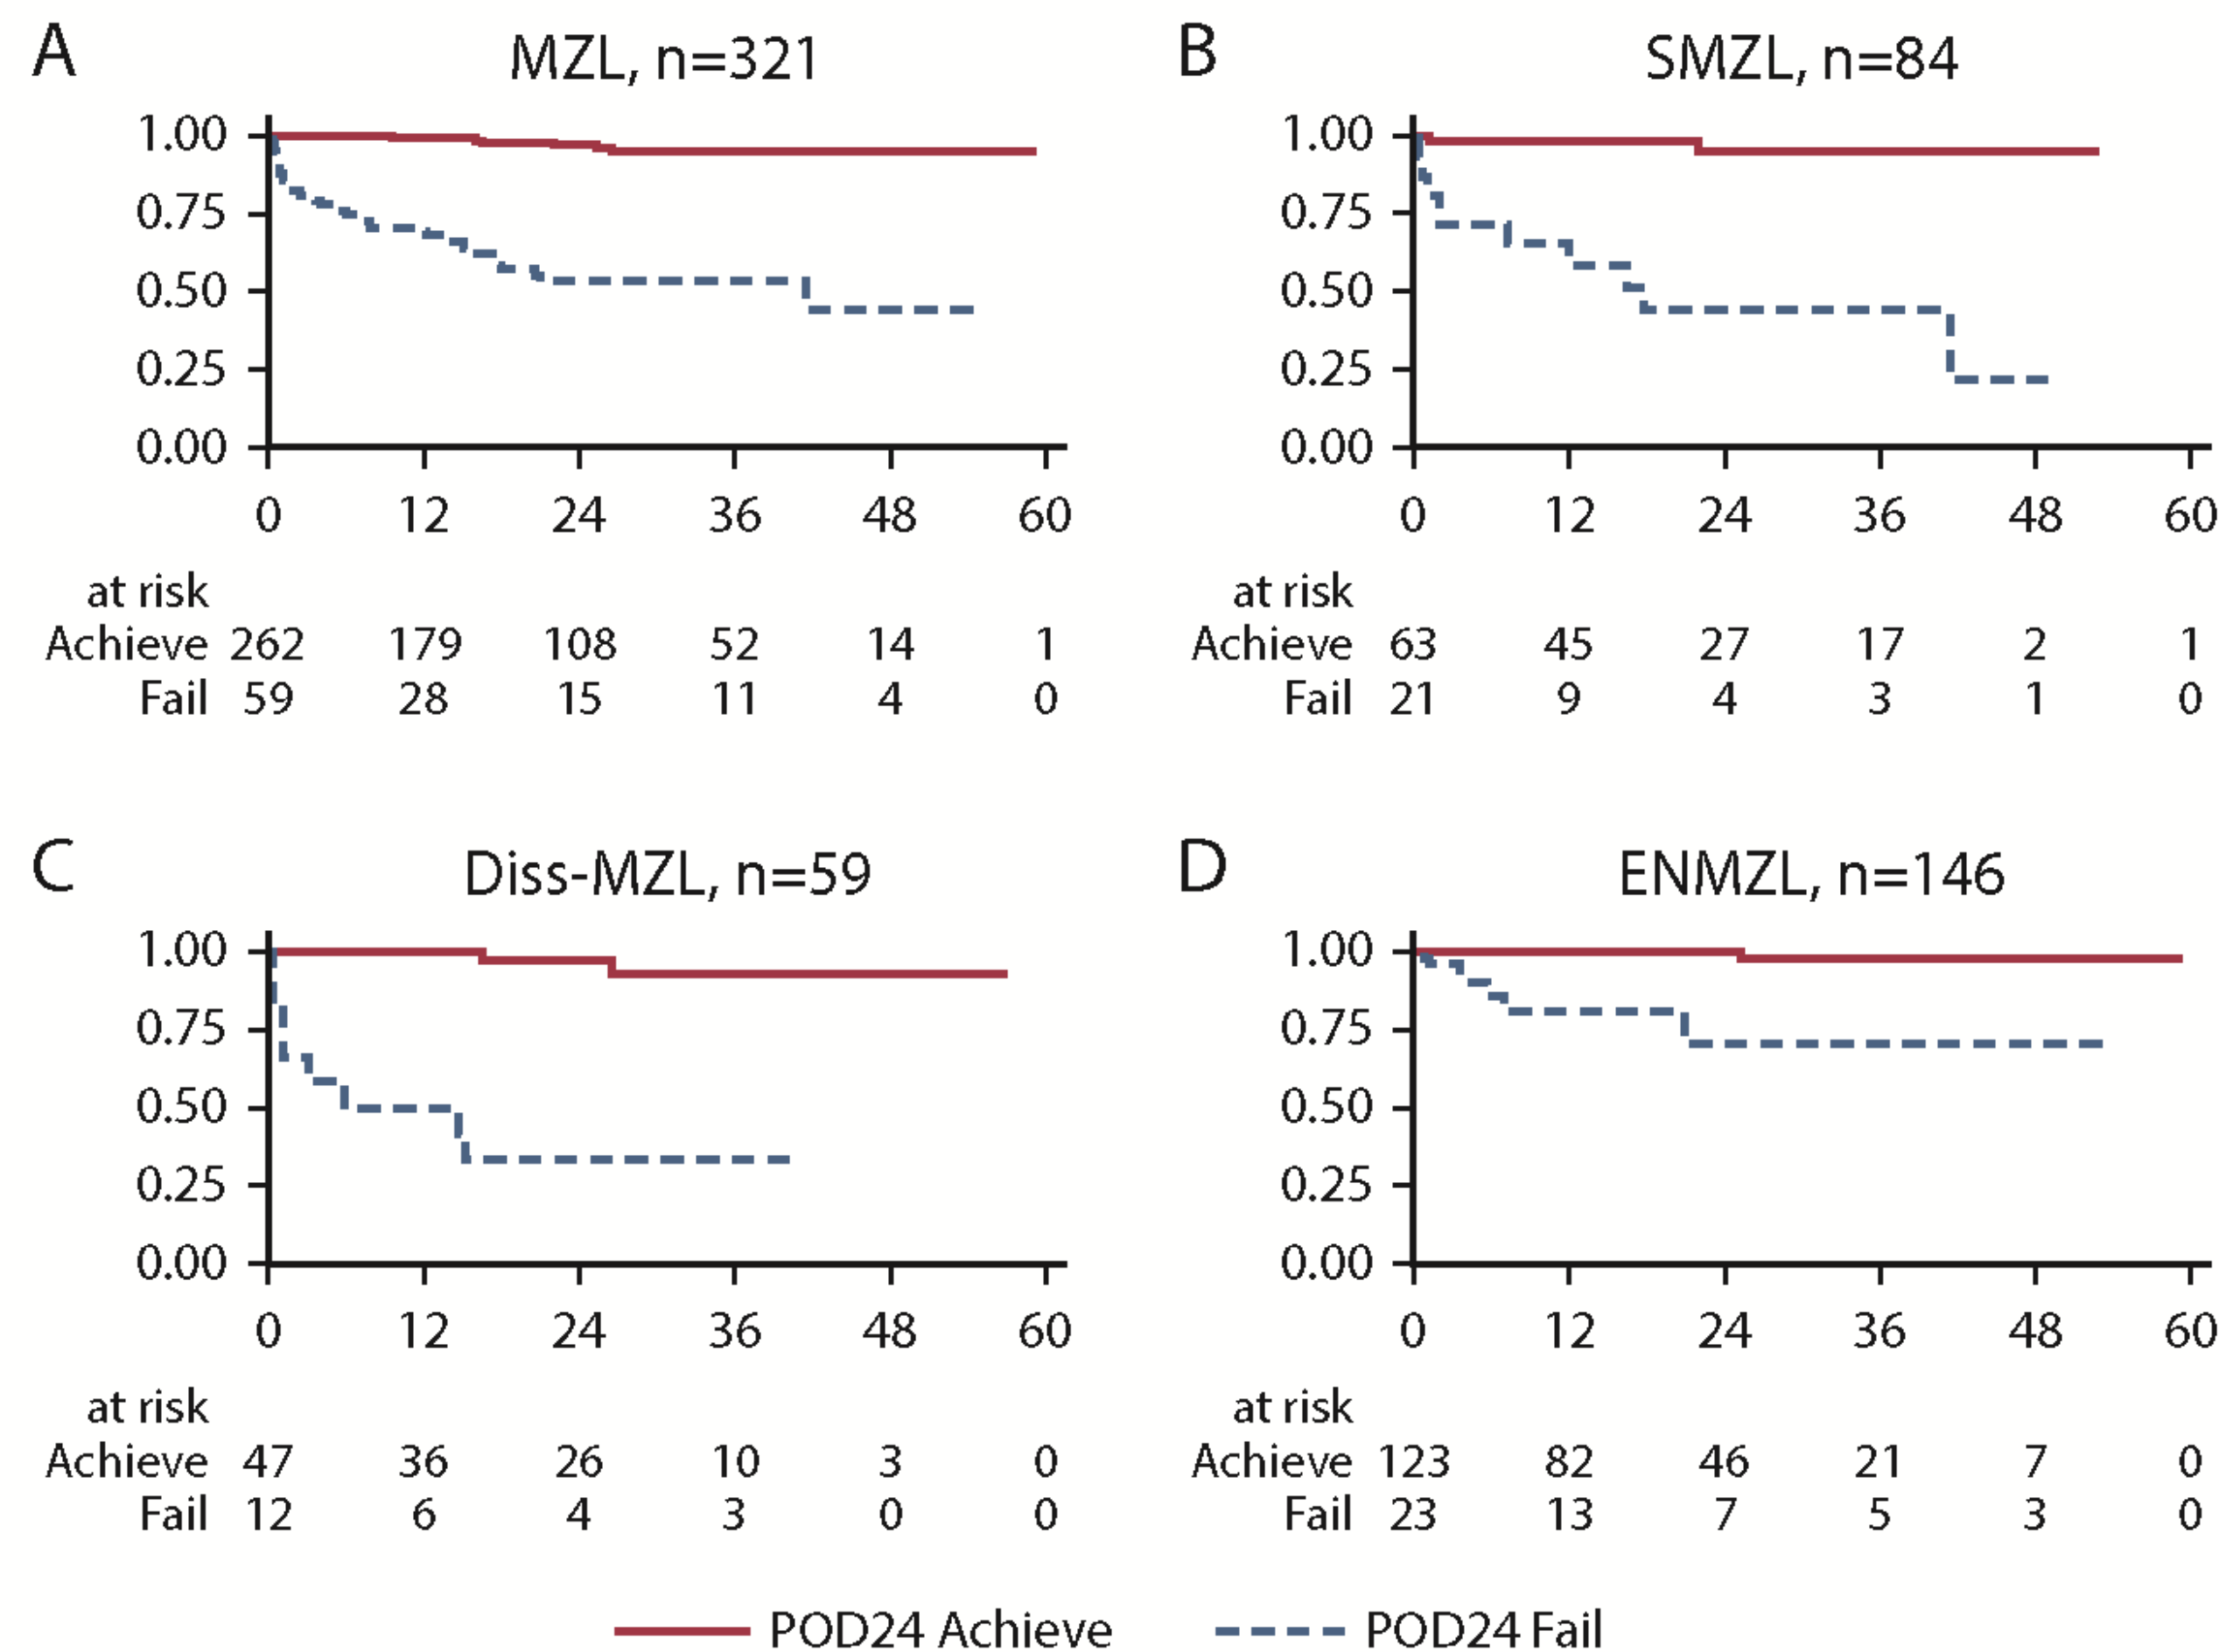 A
MZL, n=321
1.00
0.75
0.50
0.25
0.00
0 12 24 36 48 60
at risk
Achieve 262 179 108 52 14 1
Fail 59 28 15 11 4 0
B
SMZL, n=84
1.00
0.75
0.50
0.25
0.00
0 12 24 36 48 60
at risk
Achieve 63 45 27 17 2 1
Fail 21 9 4 3 1 0
C
Diss-MZL, n=59
1.00
0.75
0.50
0.25
0.00
0 12 24 36 48 60
at risk
Achieve 47 36 26 10 3 0
Fail 12 6 4 3 0 0
D
ENMZL, n=146
1.00
0.75
0.50
0.25
0.00
0 12 24 36 48 60
at risk
Achieve 123 82 46 21 7 0
Fail 23 13 7 5 3 0
POD24 Achieve
POD24 Fail